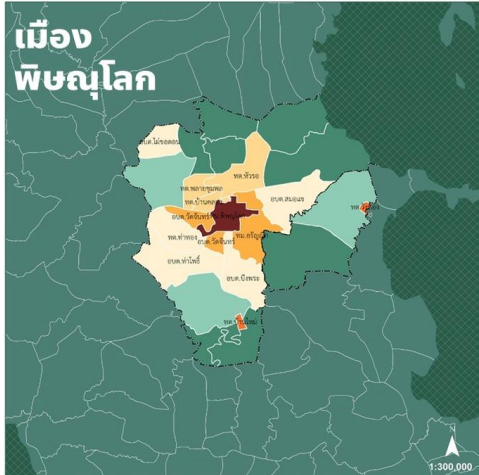 เมือง
พิษณุโลก
อบต.ไผ่ขอดอน
ทต.หัวรอ
ทต.พลายชุมพล
ทต.บ้านคลอง
อบต.สมอแข
อบต.วัดจันทร์
ทม.อรัญญิก
ทต.ท่าทอง
อบต.วัดจันทร์
อบต.ท่าโพธิ์
อบต.บึงพระ
1:300,000